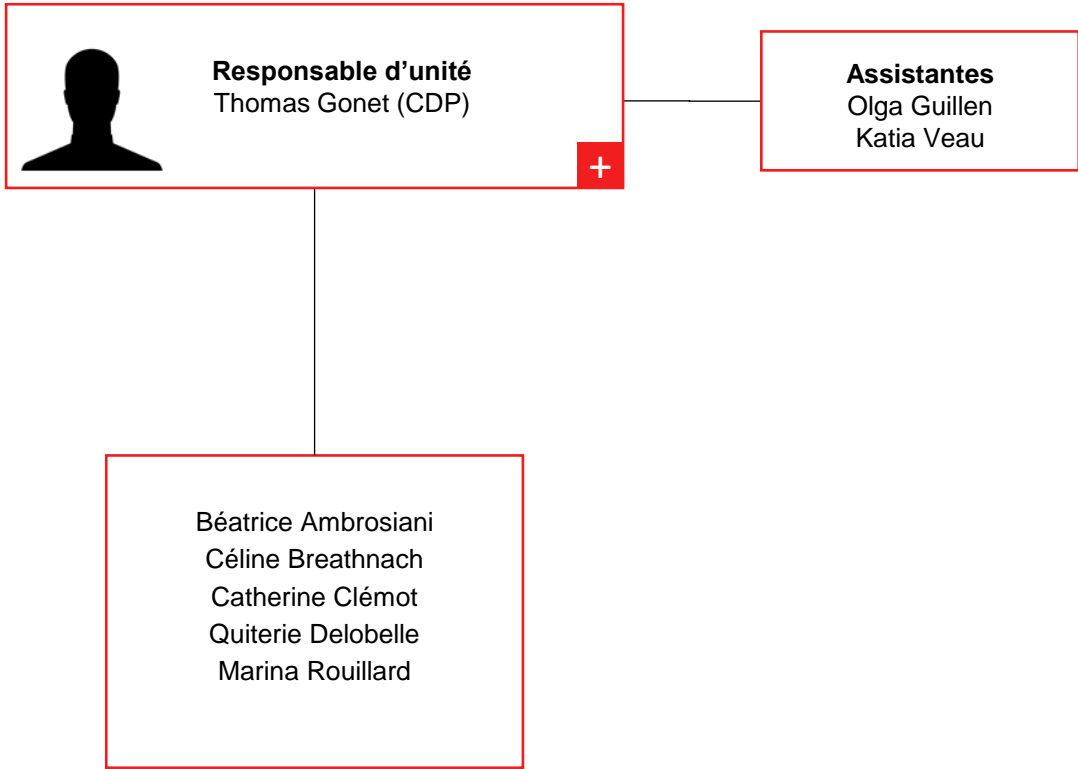 Responsable d’unité
Thomas Gonet (CDP)
+
Assistantes
Olga Guillen
Katia Veau
Béatrice Ambrosiani
Céline Breathnach
Catherine Clémot
Quiterie Delobelle
Marina Rouillard